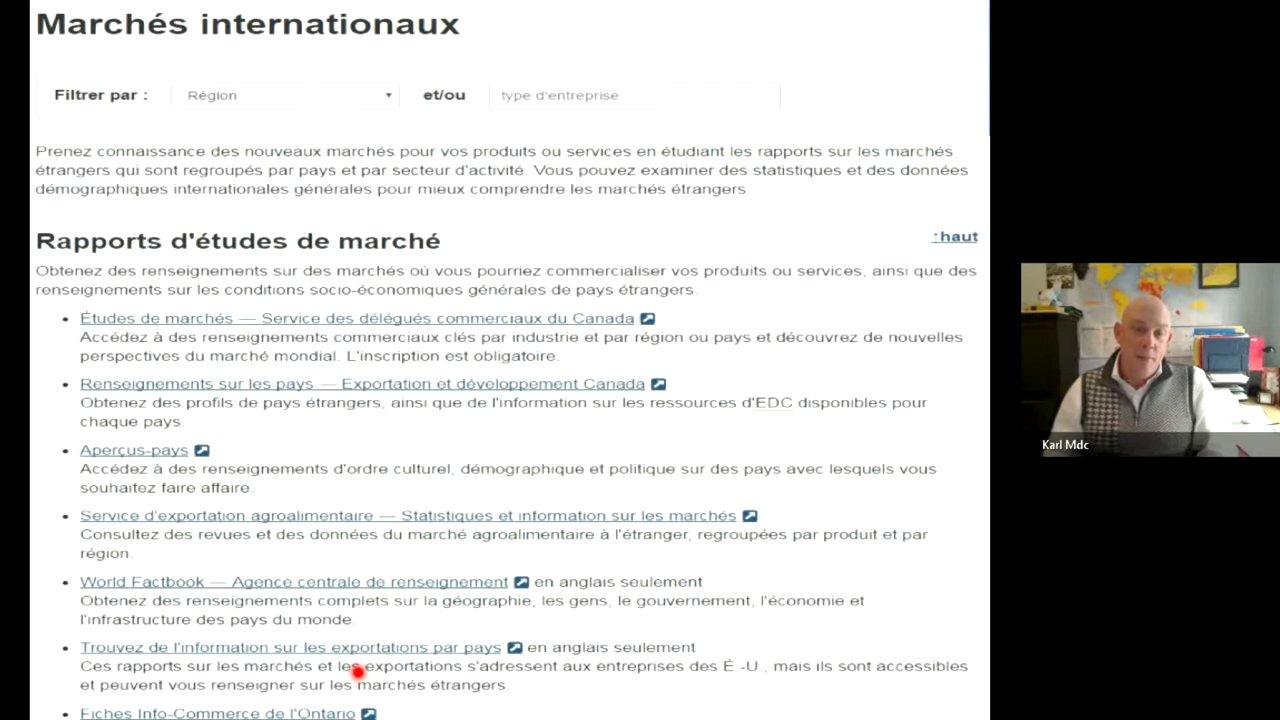 Marchés internationaux
Filtrer par : Région et/ou type d'entreprise
Prenez connaissance des nouveaux marchés pour vos produits ou services en étudiant les rapports sur les marchés
étrangers qui sont regroupés par pays et par secteur d'activité. Vous pouvez examiner des statistiques et des données
démographiques internationales générales pour mieux comprendre les marchés étrangers.
Rapports d'études de marché
↑haut
Obtenez des renseignements sur des marchés où vous pourriez commercialiser vos produits ou services, ainsi que des
renseignements sur les conditions socio-économiques générales de pays étrangers.
• Études de marchés — Service des délégués commerciaux du Canada
Accédez à des renseignements commerciaux clés par industrie et par région ou pays et découvrez de nouvelles
perspectives du marché mondial. L'inscription est obligatoire.
• Renseignements sur les pays — Exportation et développement Canada
Obtenez des profils de pays étrangers, ainsi que de l'information sur les ressources d'EDC disponibles pour
chaque pays.
• Aperçus-pays
Accédez à des renseignements d'ordre culturel, démographique et politique sur des pays avec lesquels vous
souhaitez faire affaire.
• Service d'exportation agroalimentaire — Statistiques et information sur les marchés
Consultez des revues et des données du marché agroalimentaire à l'étranger, regroupées par produit et par
région.
• World Factbook — Agence centrale de renseignement en anglais seulement
Obtenez des renseignements complets sur la géographie, les gens, le gouvernement, l'économie et
l'infrastructure des pays du monde.
• Trouvez de l'information sur les exportations par pays en anglais seulement
Ces rapports sur les marchés et les exportations s'adressent aux entreprises des É.-U., mais ils sont accessibles
et peuvent vous renseigner sur les marchés étrangers.
• Fiches Info-Commerce de l'Ontario
Karl Mdc